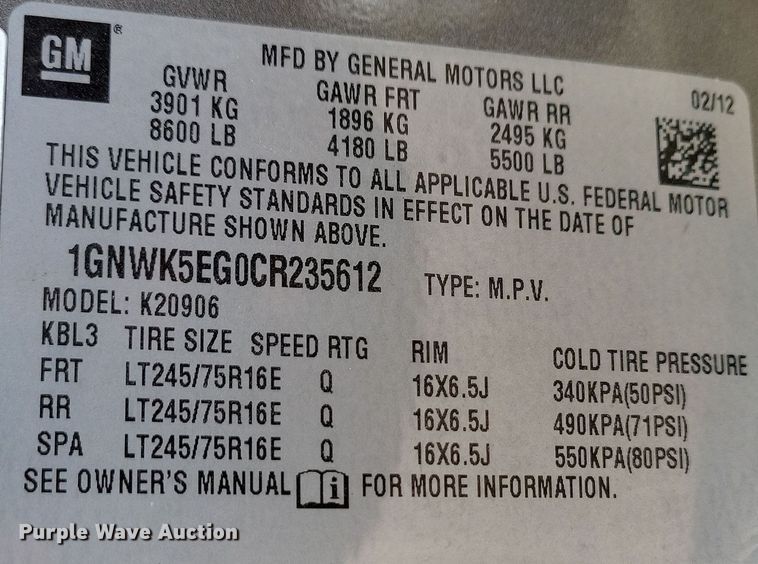 GM®
MFD BY GENERAL MOTORS LLC
02/12
GVWR GAWR FRT GAWR RR
3901 KG 1896 KG 2495 KG
8600 LB 4180 LB 5500 LB
THIS VEHICLE CONFORMS TO ALL APPLICABLE U.S. FEDERAL MOTOR
VEHICLE SAFETY STANDARDS IN EFFECT ON THE DATE OF
MANUFACTURE SHOWN ABOVE.
1GNWK5EG0CR235612 TYPE: M.P.V.
MODEL: K20906
KBL3 TIRE SIZE SPEED RTG RIM COLD TIRE PRESSURE
FRT LT245/75R16E Q 16X6.5J 340KPA(50PSI)
RR LT245/75R16E Q 16X6.5J 490KPA(71PSI)
SPA LT245/75R16E Q 16X6.5J 550KPA(80PSI)
SEE OWNER'S MANUAL i FOR MORE INFORMATION.
Purple Wave Auction